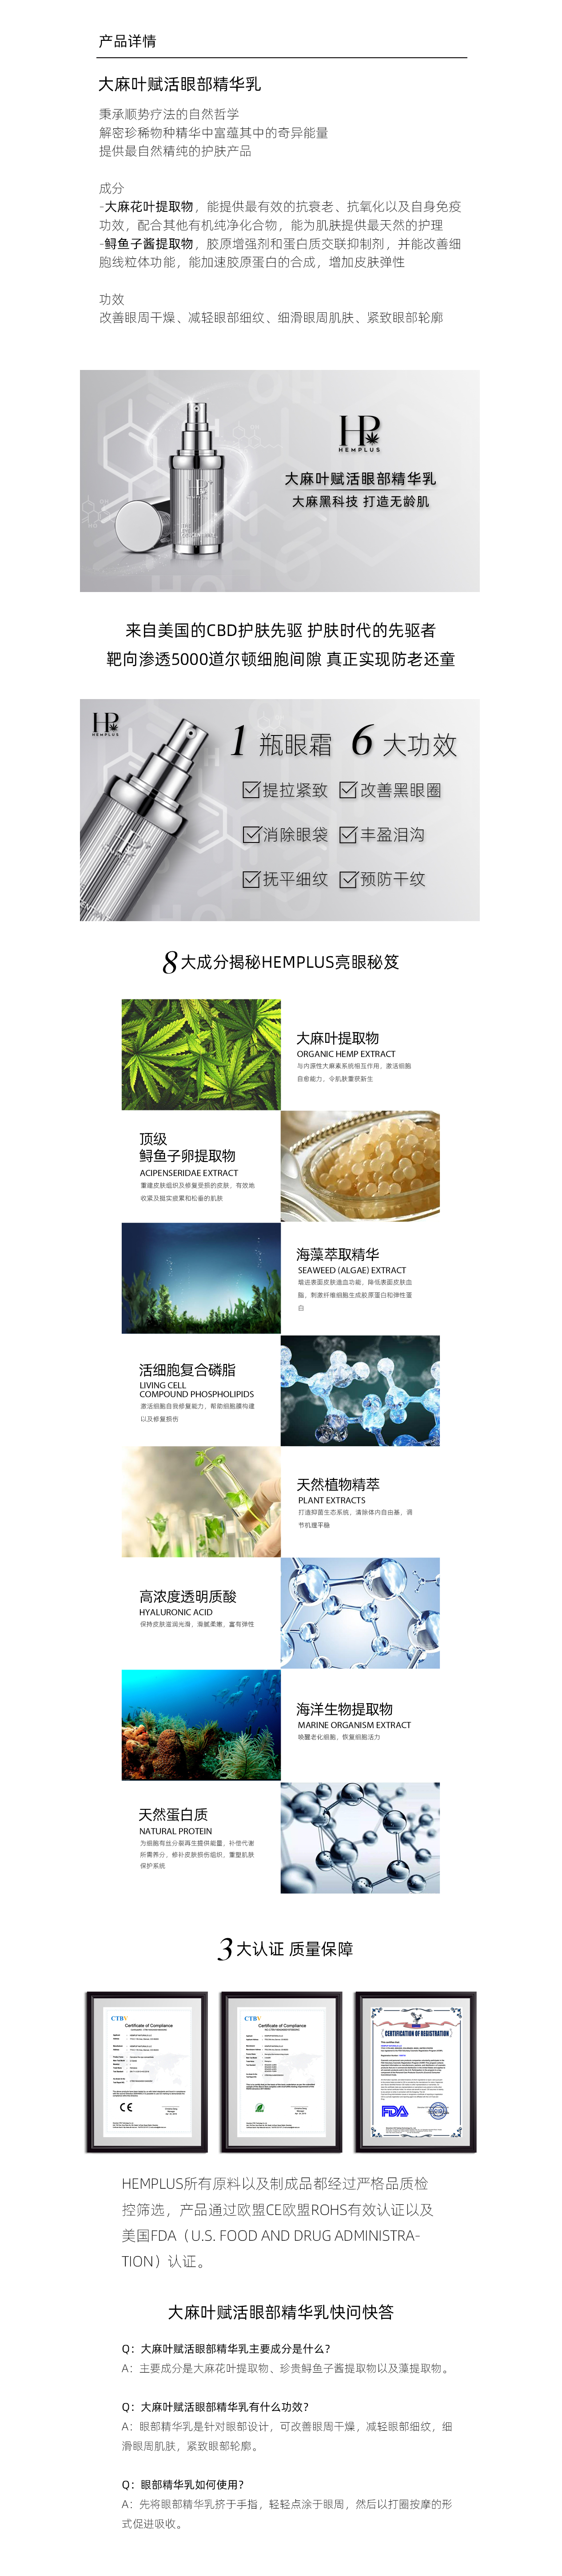 产品详情
大麻叶赋活眼部精华乳
秉承顺势疗法的自然哲学
解密珍稀物种精华中富蕴其中的奇异能量
提供最自然精纯的护肤产品
成分
-大麻花叶提取物，能提供最有效的抗衰老、抗氧化以及自身免疫
功效，配合其他有机纯净化合物，能为肌肤提供最天然的护理
-鲟鱼子酱提取物，胶原增强剂和蛋白质交联抑制剂，并能改善细
胞线粒体功能，能加速胶原蛋白的合成，增加皮肤弹性
功效
改善眼周干燥、减轻眼部细纹、细滑眼周肌肤、紧致眼部轮廓
HP
HEMPLUS
大麻叶赋活眼部精华乳
大麻黑科技 打造无龄肌
来自美国的CBD护肤先驱 护肤时代的先驱者
靶向渗透5000道尔顿细胞间隙 真正实现防老还童
HP
HEMPLUS
1 瓶眼霜 6 大功效
提拉紧致 改善黑眼圈
消除眼袋 丰盈泪沟
抚平细纹 预防干纹
8大成分揭秘HEMPLUS亮眼秘笈
大麻叶提取物
ORGANIC HEMP EXTRACT
与内源性大麻素系统相互作用，激活细胞
自愈能力，令肌肤重获新生
顶级
鲟鱼子卵提取物
ACIPENSERIDAE EXTRACT
重建皮肤组织及修复受损的皮肤，有效地
收紧及挺实疲累和松垂的肌肤
海藻萃取精华
SEAWEED (ALGAE) EXTRACT
增进表面皮肤造血功能，降低表面皮肤血
脂，刺激纤维细胞生成胶原蛋白和弹性蛋
白
活细胞复合磷脂
LIVING CELL
COMPOUND PHOSPHOLIPIDS
激活细胞自我修复能力，帮助细胞膜构建
以及修复损伤
天然植物精萃
PLANT EXTRACTS
打造抑菌生态系统，清除体内自由基，调
节机理平稳
高浓度透明质酸
HYALURONIC ACID
保持皮肤滋润光滑，滑腻柔嫩，富有弹性
海洋生物提取物
MARINE ORGANISM EXTRACT
唤醒老化细胞，恢复细胞活力
天然蛋白质
NATURAL PROTEIN
为细胞有丝分裂再生提供能量，补偿代谢
所需养分，修补皮肤损伤组织，重塑肌肤
保护系统
3大认证 质量保障
Certificate of Compliance
CE
Certificate of Compliance
CERTIFICATION OF REGISTRATION
FDA
HEMPLUS所有原料以及制成品都经过严格品质检
控筛选，产品通过欧盟CE欧盟ROHS有效认证以及
美国FDA（U.S. FOOD AND DRUG ADMINISTRA-
TION）认证。
大麻叶赋活眼部精华乳快问快答
Q：大麻叶赋活眼部精华乳主要成分是什么？
A：主要成分是大麻花叶提取物、珍贵鲟鱼子酱提取物以及藻提取物。
Q：大麻叶赋活眼部精华乳有什么功效？
A：眼部精华乳是针对眼部设计，可改善眼周干燥，减轻眼部细纹，细
滑眼周肌肤，紧致眼部轮廓。
Q：眼部精华乳如何使用？
A：先将眼部精华乳挤于手指，轻轻点涂于眼周，然后以打圈按摩的形
式促进吸收。